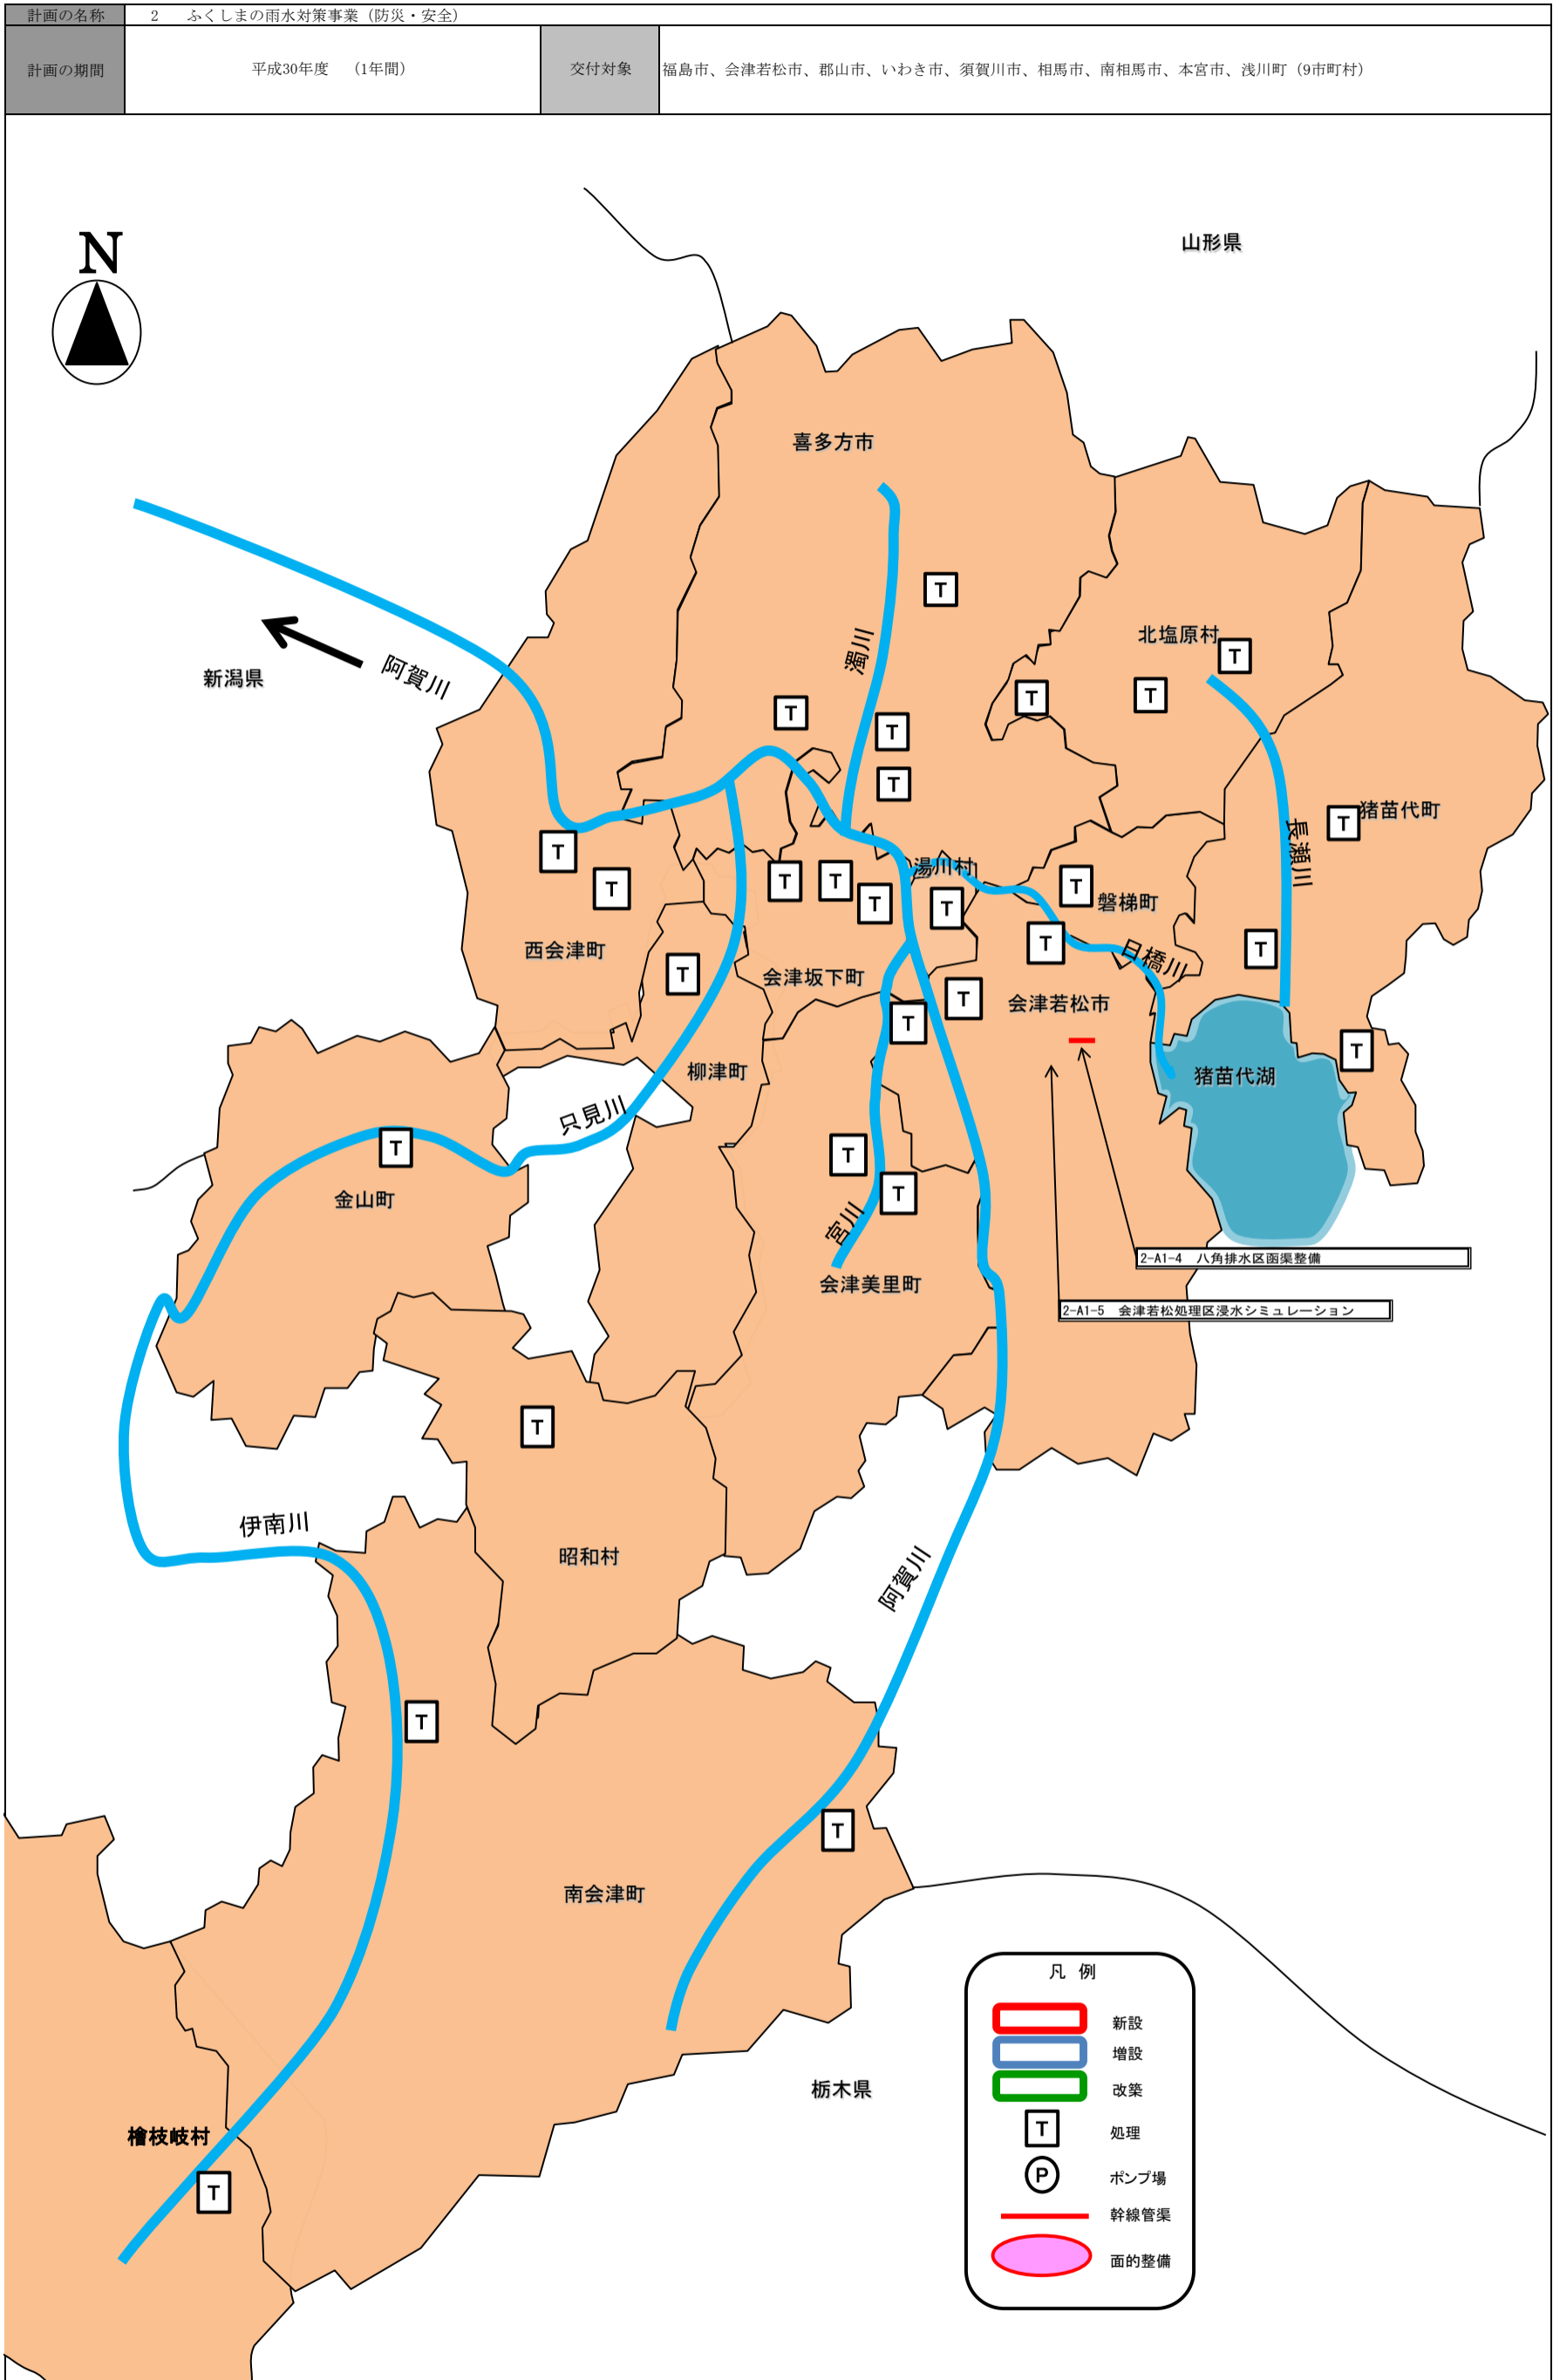 計画の名称 2 ふくしまの雨水対策事業（防災・安全）
計画の期間 平成30年度 （1年間） 交付対象 福島市、会津若松市、郡山市、いわき市、須賀川市、相馬市、南相馬市、本宮市、浅川町（9市町村）
N
山形県
喜多方市
T
濁川
北塩原村
T
阿賀川
新潟県
T
T
T
T
T
猪苗代町
T
長瀬川
T
T
湯川村
T
T
T
T
T
磐梯町
西会津町
T
会津坂下町
T
日橋川
T
T
会津若松市
T
T
柳津町
猪苗代湖
只見川
T
金山町
T
T
宮川
会津美里町
2-A1-4 八角排水区函渠整備
2-A1-5 会津若松処理区浸水シミュレーション
T
伊南川
昭和村
阿賀川
T
T
南会津町
栃木県
檜枝岐村
T
凡 例
新設
増設
改築
T 処理
P ポンプ場
幹線管渠
面的整備